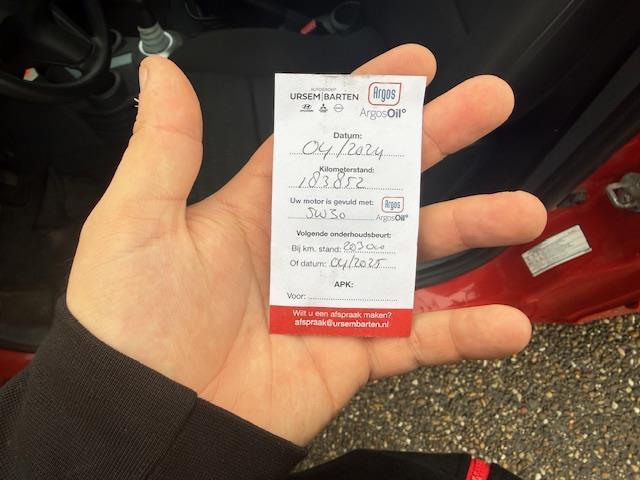 AUTOGROEP
URSEM|BARTEN
Argos
ArgosOil
Datum:
04/2024
Kilometerstand:
183852
Uw motor is gevuld met:
5W30
Argos
ArgosOil
Volgende onderhoudsbeurt:
Bij km. stand: 203000
Of datum: 04/2025
APK:
Voor:
Wilt u een afspraak maken?
afspraak@ursembarten.nl